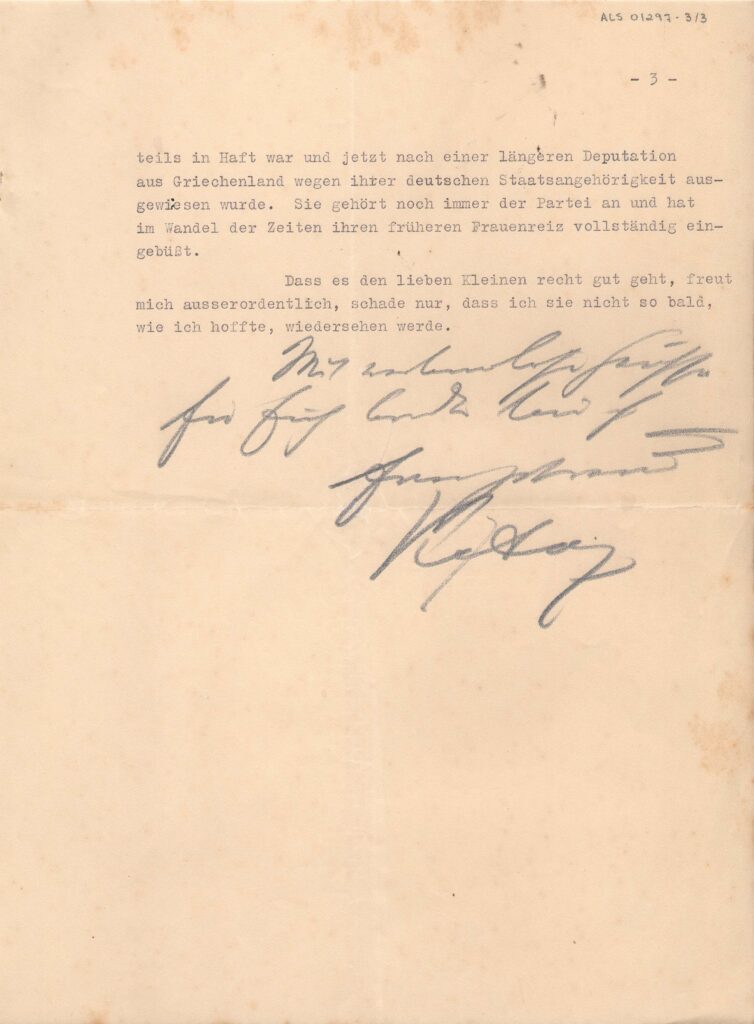 ALS 01297 · 3/3
- 3 -
teils in Haft war und jetzt nach einer längeren Deputation
aus Griechenland wegen ihrer deutschen Staatsangehörigkeit aus-
gewiesen wurde. Sie gehört noch immer der Partei an und hat
im Wandel der Zeiten ihren früheren Frauenreiz vollständig ein-
gebüßt.
Dass es den lieben Kleinen recht gut geht, freut
mich ausserordentlich, schade nur, dass ich sie nicht so bald,
wie ich hoffte, wiedersehen werde.
Mit